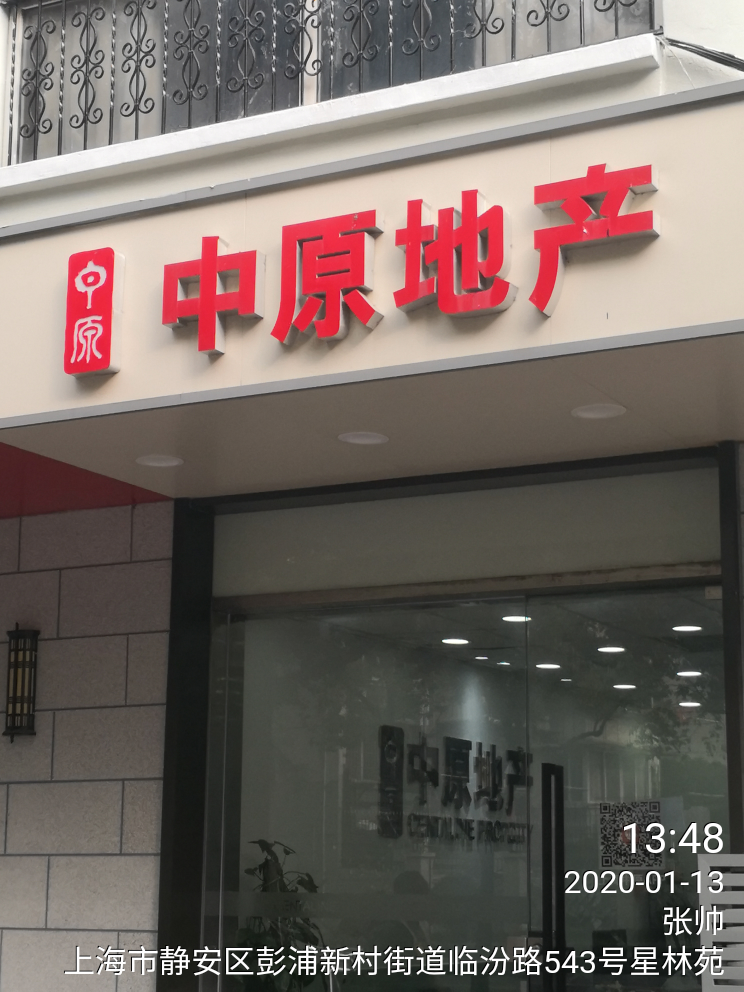 中原
中原地产
中原地产
CENTALINE PROPERTY
13:48
2020-01-13
张帅
上海市静安区彭浦新村街道临汾路543号星林苑